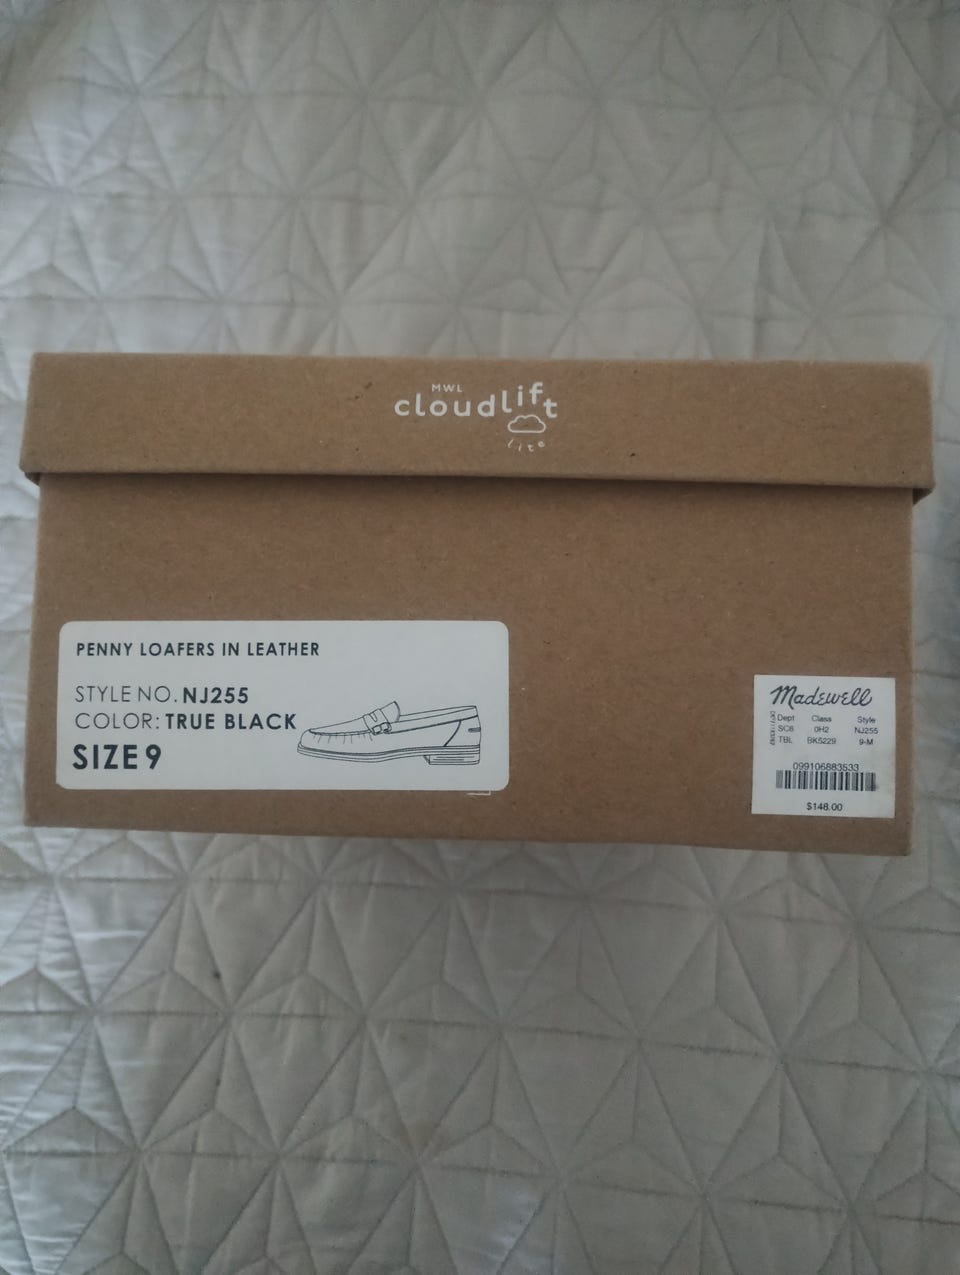 MWL
cloudlift
lite
PENNY LOAFERS IN LEATHER
STYLE NO. NJ255
COLOR: TRUE BLACK
SIZE 9
Madewell
Dept Class Style
SC8 0H2 NJ255
TBL BK5229 9-M
099106883533
$148.00